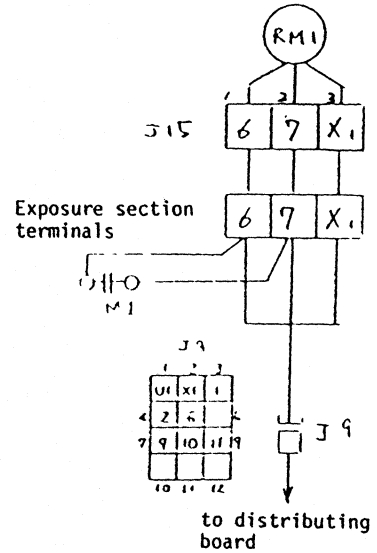 RM1
1 2 3
J15
6 7 X1
Exposure section
terminals
6 7 X1
M1
1 2 3
U1 X1 1
4 2
7 9 10 11 9
10 11 12
J9
to distributing
board